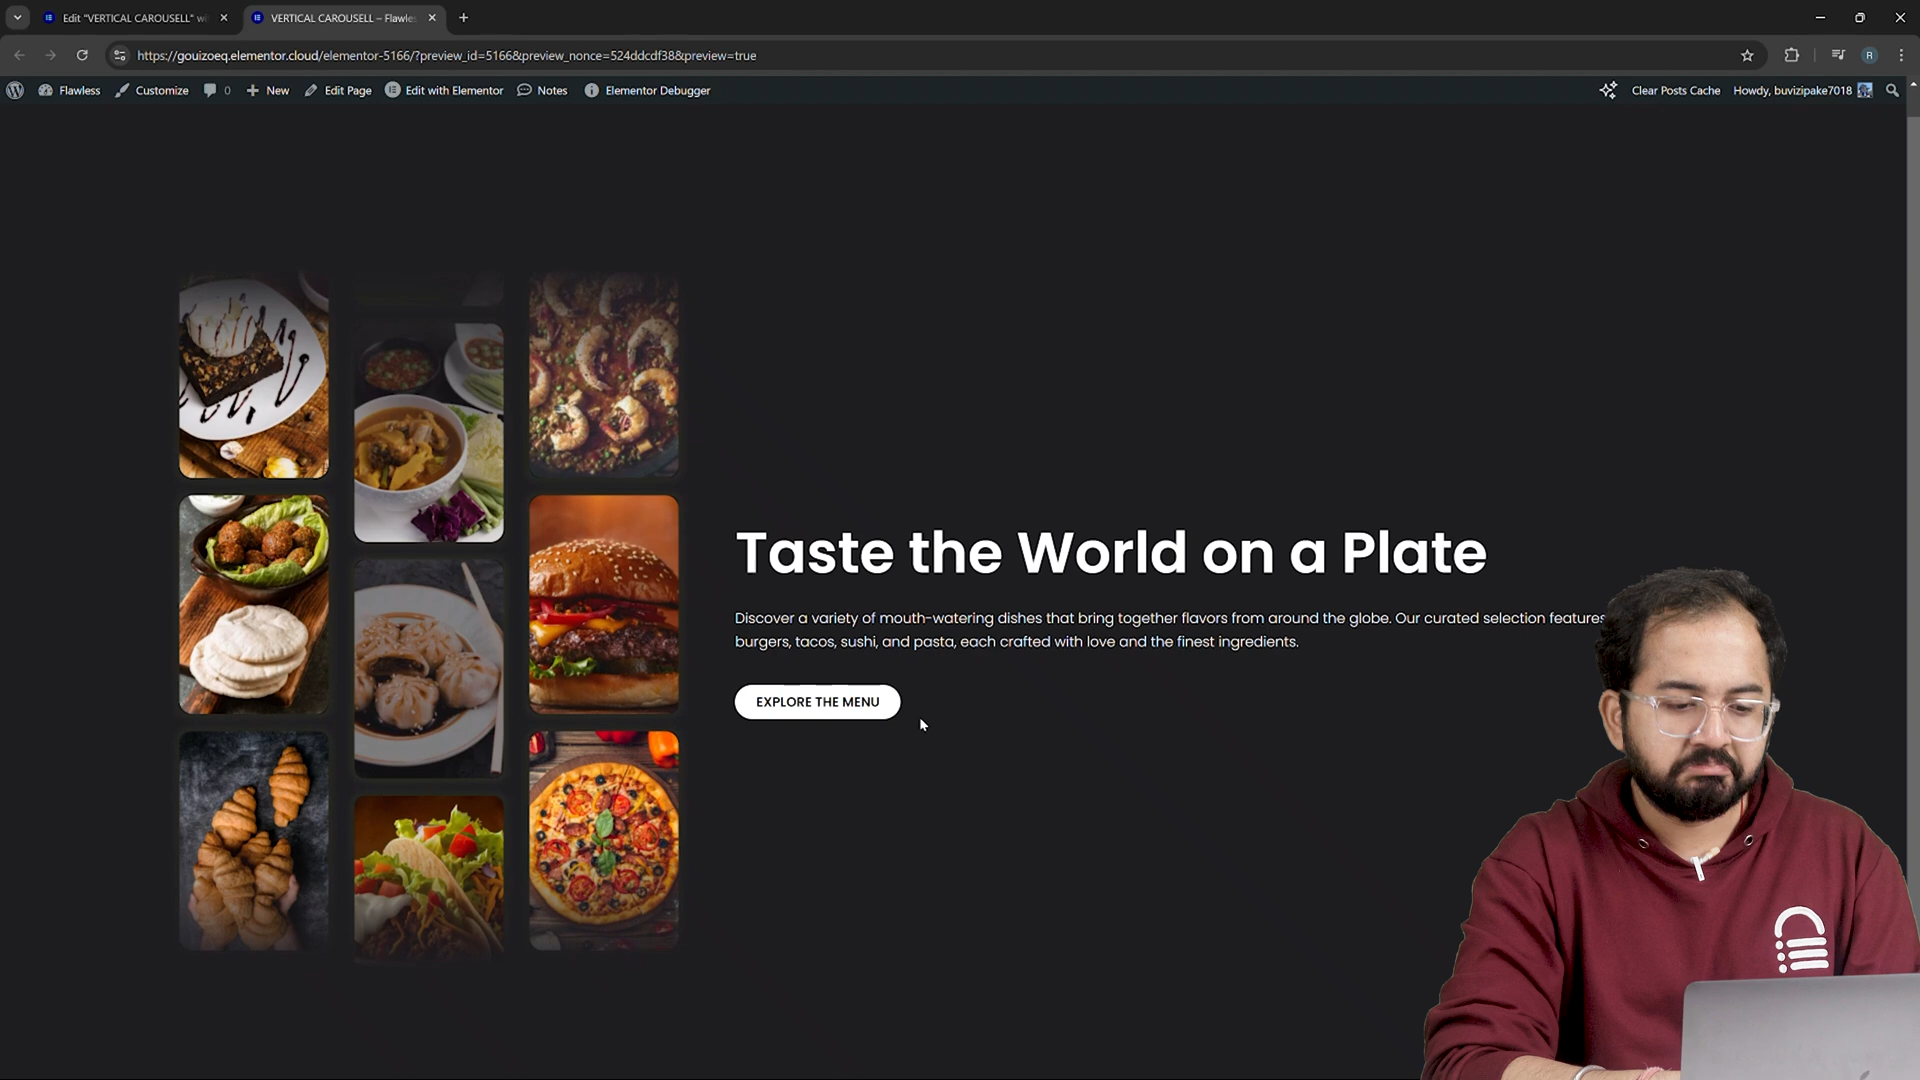 Edit "VERTICAL CAROUSELL" wi
VERTICAL CAROUSELL – Flawles
https://gouizoeq.elementor.cloud/elementor-5166/?preview_id=5166&preview_nonce=524ddcdf38&preview=true
R
Flawless
Customize
0
New
Edit Page
Edit with Elementor
Notes
Elementor Debugger
Clear Posts Cache
Howdy, buvizipake7018
Taste the World on a Plate
Discover a variety of mouth-watering dishes that bring together flavors from around the globe. Our curated selection features
burgers, tacos, sushi, and pasta, each crafted with love and the finest ingredients.
EXPLORE THE MENU